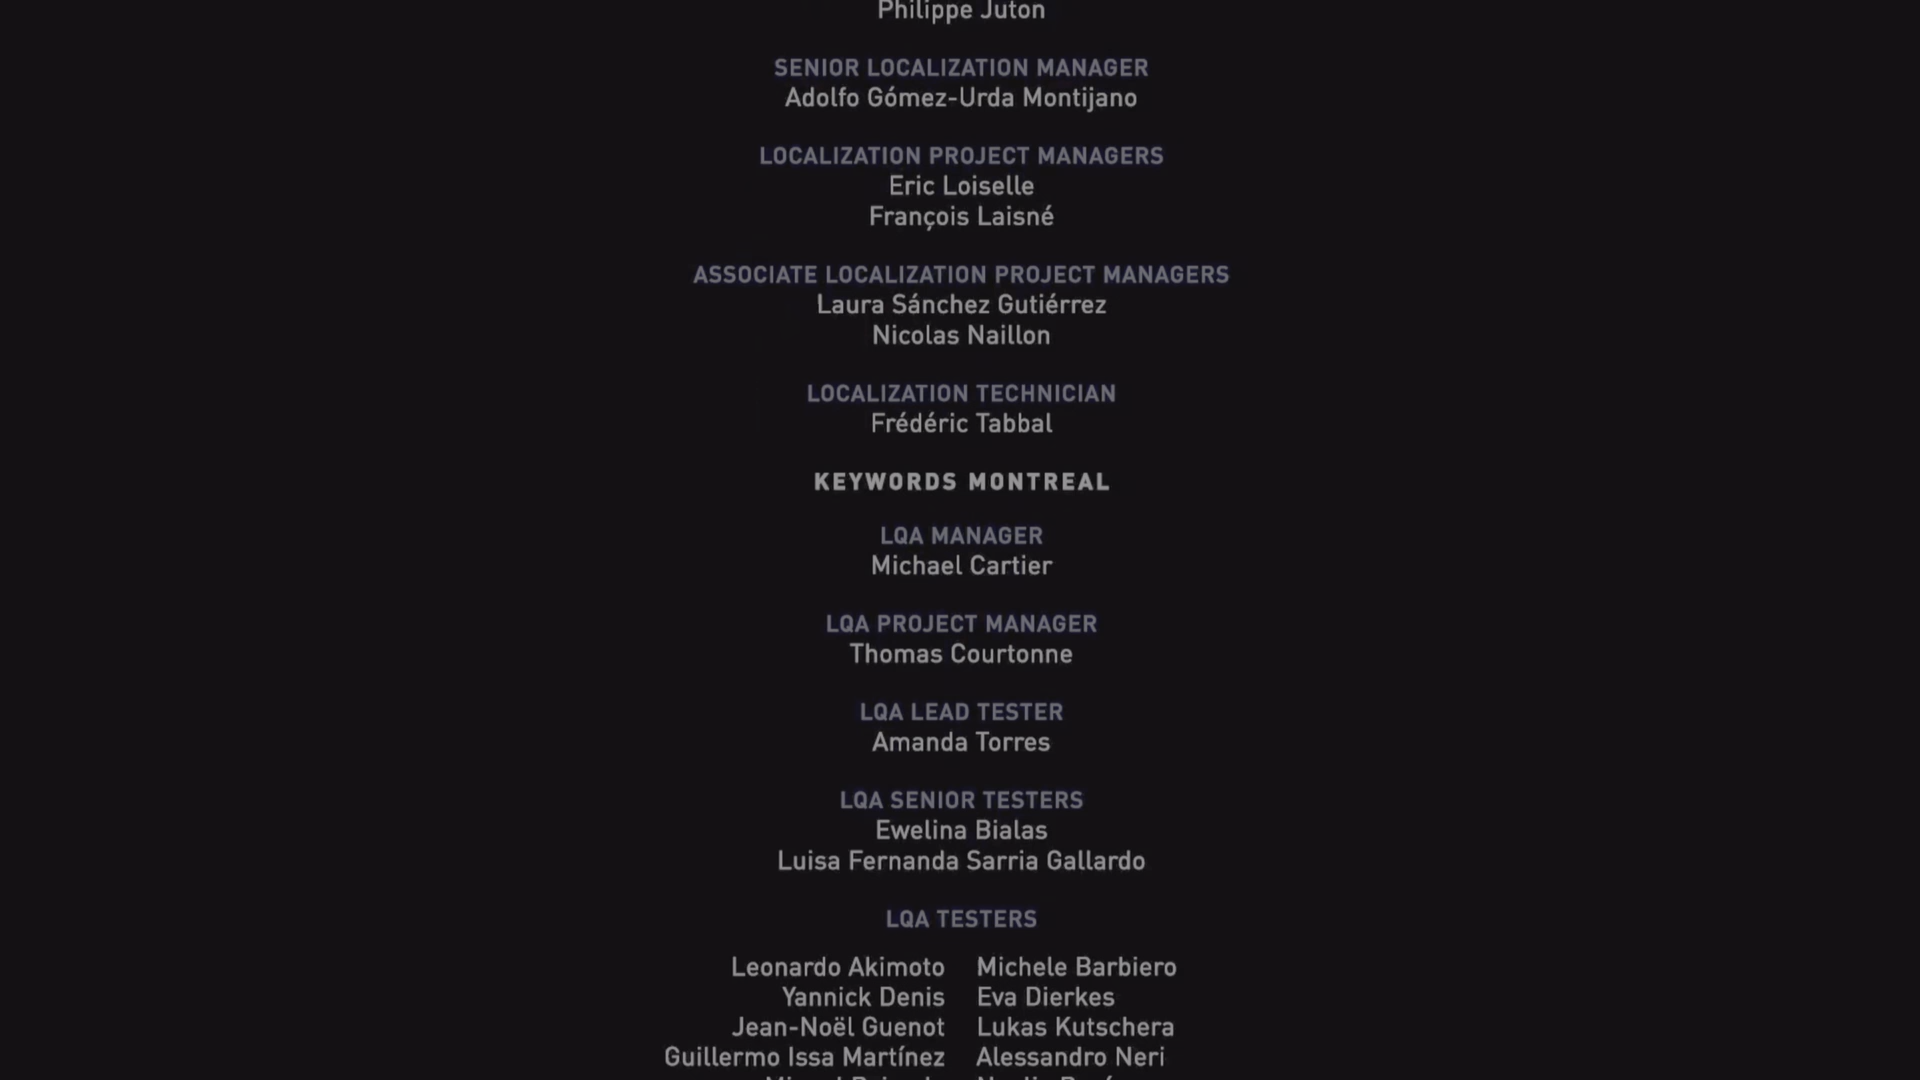 Philippe Juton
SENIOR LOCALIZATION MANAGER
Adolfo Gómez-Urda Montijano
LOCALIZATION PROJECT MANAGERS
Eric Loiselle
François Laisné
ASSOCIATE LOCALIZATION PROJECT MANAGERS
Laura Sánchez Gutiérrez
Nicolas Naillon
LOCALIZATION TECHNICIAN
Frédéric Tabbal
KEYWORDS MONTREAL
LQA MANAGER
Michael Cartier
LQA PROJECT MANAGER
Thomas Courtonne
LQA LEAD TESTER
Amanda Torres
LQA SENIOR TESTERS
Ewelina Bialas
Luisa Fernanda Sarria Gallardo
LQA TESTERS
Leonardo Akimoto Michele Barbiero
Yannick Denis Eva Dierkes
Jean-Noël Guenot Lukas Kutschera
Guillermo Issa Martínez Alessandro Neri